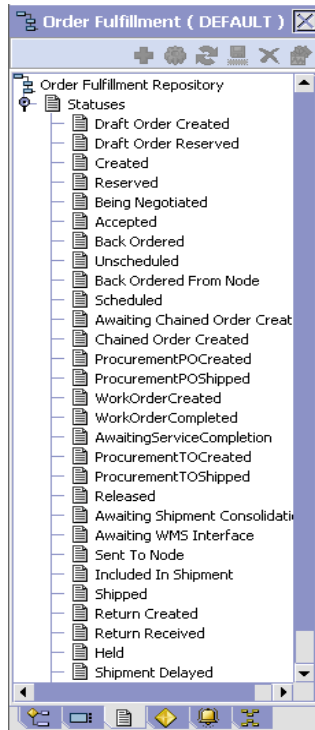 Order Fulfillment ( DEFAULT )
Order Fulfillment Repository
Statuses
Draft Order Created
Draft Order Reserved
Created
Reserved
Being Negotiated
Accepted
Back Ordered
Unscheduled
Back Ordered From Node
Scheduled
Awaiting Chained Order Creat
Chained Order Created
ProcurementPOCreated
ProcurementPOShipped
WorkOrderCreated
WorkOrderCompleted
AwaitingServiceCompletion
ProcurementTOCreated
ProcurementTOShipped
Released
Awaiting Shipment Consolidati
Awaiting WMS Interface
Sent To Node
Included In Shipment
Shipped
Return Created
Return Received
Held
Shipment Delayed